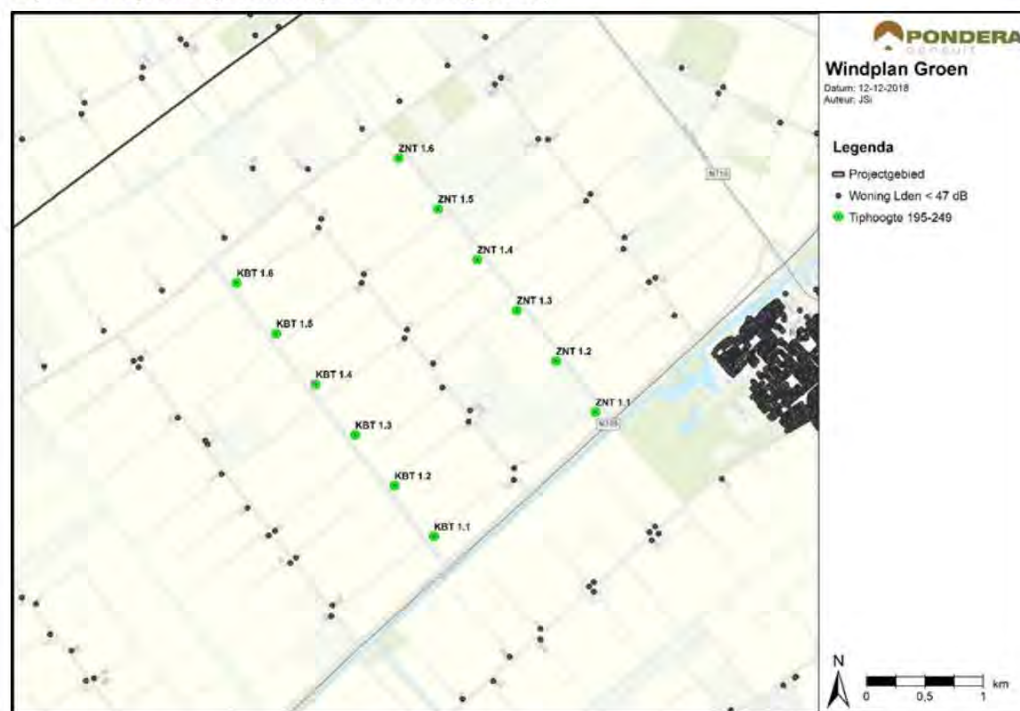 PONDERA
consult
Windplan Groen
Datum: 12-12-2018
Auteur: JSi
Legenda
Projectgebied
Woning Lden < 47 dB
Tiphoogte 195-249
ZNT 1.6
ZNT 1.5
ZNT 1.4
ZNT 1.3
ZNT 1.2
ZNT 1.1
KBT 1.6
KBT 1.5
KBT 1.4
KBT 1.3
KBT 1.2
KBT 1.1
N
0 0,5 1 km